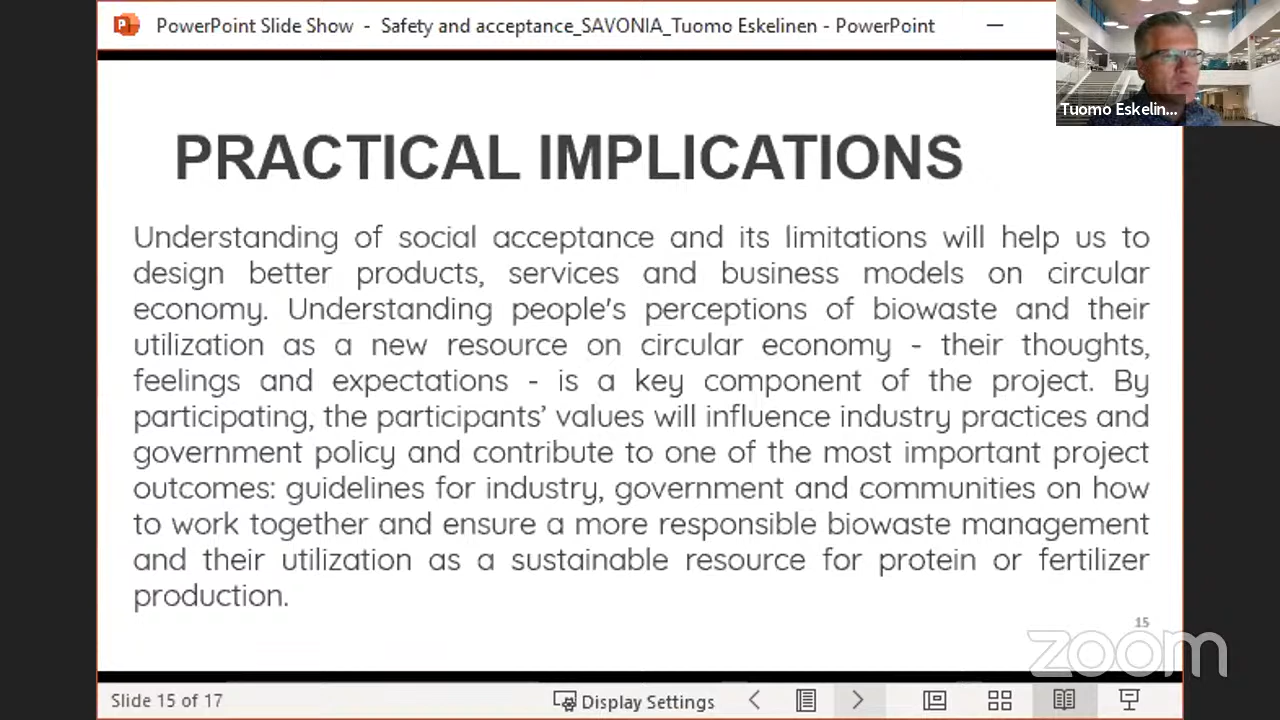 PowerPoint Slide Show - Safety and acceptance_SAVONIA_Tuomo Eskelinen - PowerPoint
Tuomo Eskelin...
PRACTICAL IMPLICATIONS
Understanding of social acceptance and its limitations will help us to
design better products, services and business models on circular
economy. Understanding people's perceptions of biowaste and their
utilization as a new resource on circular economy - their thoughts,
feelings and expectations - is a key component of the project. By
participating, the participants’ values will influence industry practices and
government policy and contribute to one of the most important project
outcomes: guidelines for industry, government and communities on how
to work together and ensure a more responsible biowaste management
and their utilization as a sustainable resource for protein or fertilizer
production.
15
zoom
Slide 15 of 17
Display Settings